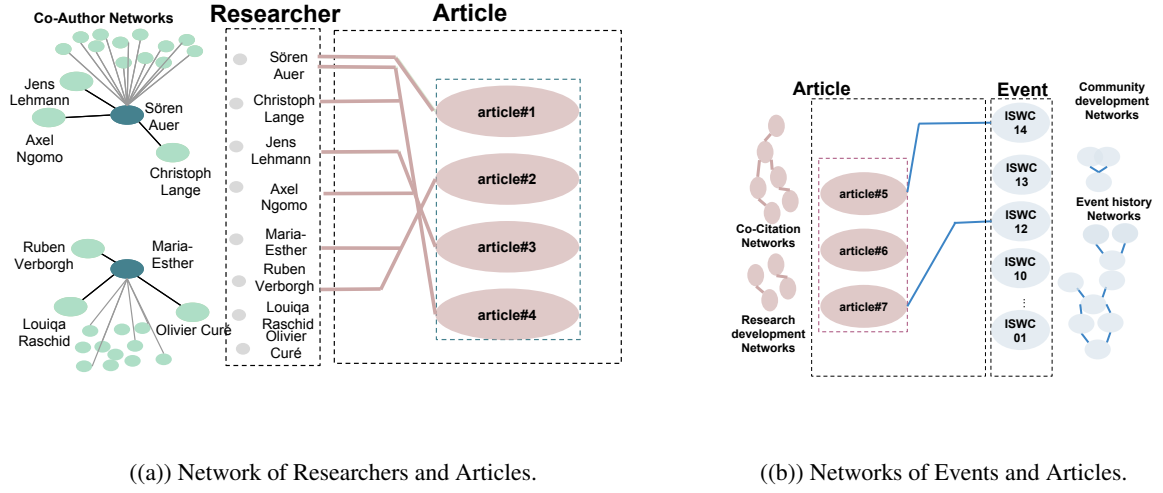 Co-Author Networks
Jens
Lehmann
Axel
Ngomo
Sören
Auer
Christoph
Lange
Ruben
Verborgh
Maria-
Esther
Louiqa
Raschid
Olivier Curé
Researcher
Sören
Auer
Christoph
Lange
Jens
Lehmann
Axel
Ngomo
Maria-
Esther
Ruben
Verborgh
Louiqa
Raschid
Olivier
Curé
Article
article#1
article#2
article#3
article#4
((a)) Network of Researchers and Articles.
Co-Citation
Networks
Research
development
Networks
Article
article#5
article#6
article#7
Event
ISWC
14
ISWC
13
ISWC
12
ISWC
10
...
ISWC
01
Community
development
Networks
Event history
Networks
((b)) Networks of Events and Articles.